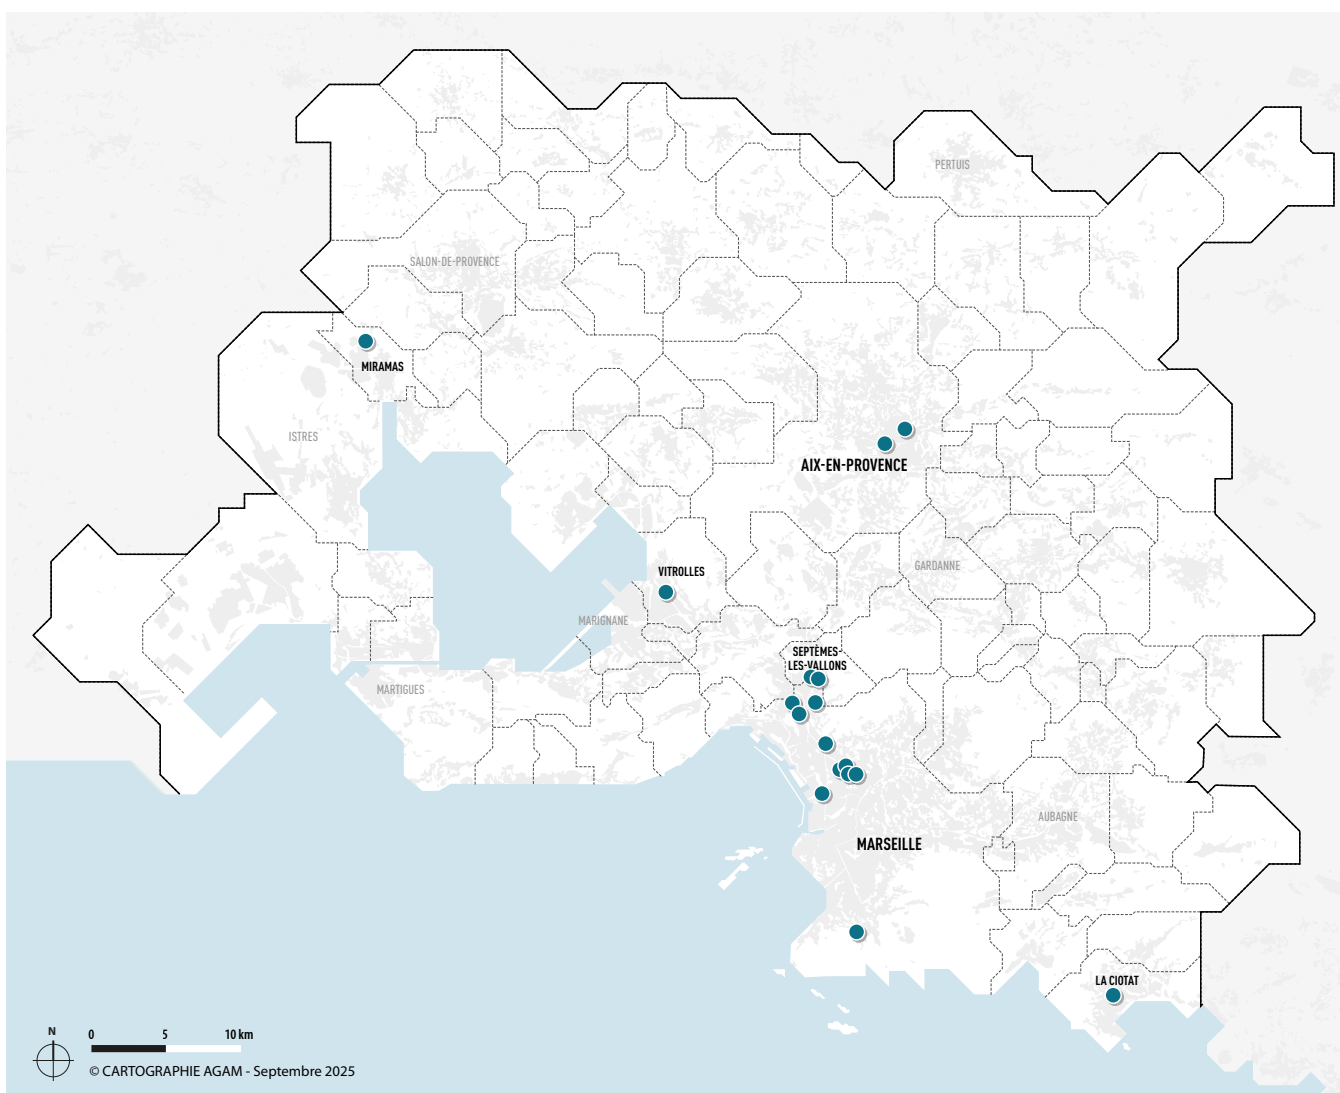 PERTUIS
SALON-DE-PROVENCE
MIRAMAS
ISTRES
AIX-EN-PROVENCE
VITROLLES
GARDANNE
MARIGNANE
SEPTÈMES-
LES-VALLONS
MARTIGUES
AUBAGNE
MARSEILLE
LA CIOTAT
N
0 5 10 km
© CARTOGRAPHIE AGAM - Septembre 2025